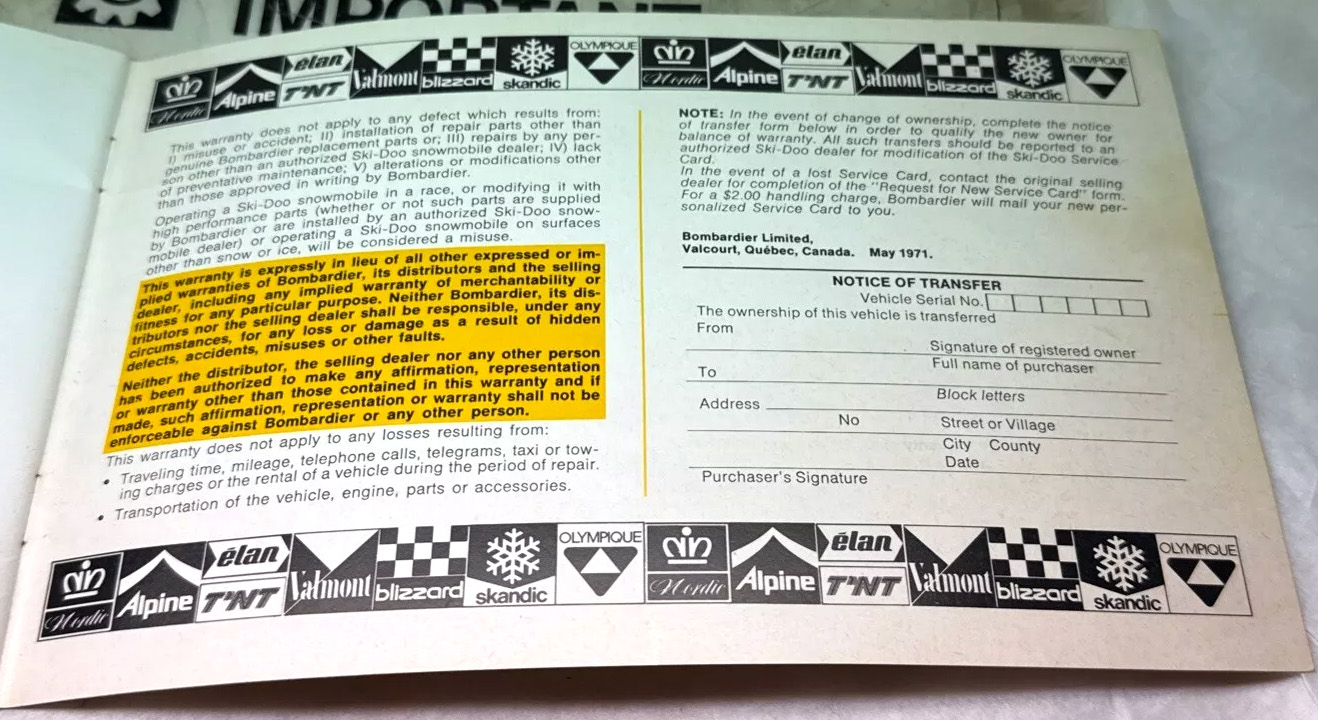 IMPORTANT
Nordic Alpine élan T'NT Valmont blizzard skandic OLYMPIQUE Nordic Alpine élan T'NT Valmont blizzard skandic OLYMPIQUE
This warranty does not apply to any defect which results from:
I) misuse or accident; II) installation of repair parts other than
genuine Bombardier replacement parts or; III) repairs by any per-
son other than an authorized Ski-Doo snowmobile dealer; IV) lack
of preventative maintenance; V) alterations or modifications other
than those approved in writing by Bombardier.
Operating a Ski-Doo snowmobile in a race, or modifying it with
high performance parts (whether or not such parts are supplied
by Bombardier or are installed by an authorized Ski-Doo snow-
mobile dealer) or operating a Ski-Doo snowmobile on surfaces
other than snow or ice, will be considered a misuse.
This warranty is expressly in lieu of all other expressed or im-
plied warranties of Bombardier, its distributors and the selling
dealer, including any implied warranty of merchantability or
fitness for any particular purpose. Neither Bombardier, its dis-
tributors nor the selling dealer shall be responsible, under any
circumstances, for any loss or damage as a result of hidden
defects, accidents, misuses or other faults.
Neither the distributor, the selling dealer nor any other person
has been authorized to make any affirmation, representation
or warranty other than those contained in this warranty and if
made, such affirmation, representation or warranty shall not be
enforceable against Bombardier or any other person.
This warranty does not apply to any losses resulting from:
• Traveling time, mileage, telephone calls, telegrams, taxi or tow-
ing charges or the rental of a vehicle during the period of repair.
• Transportation of the vehicle, engine, parts or accessories.
NOTE: In the event of change of ownership, complete the notice
of transfer form below in order to qualify the new owner for
balance of warranty. All such transfers should be reported to an
authorized Ski-Doo dealer for modification of the Ski-Doo Service
Card.
In the event of a lost Service Card, contact the original selling
dealer for completion of the "Request for New Service Card" form.
For a $2.00 handling charge, Bombardier will mail your new per-
sonalized Service Card to you.
Bombardier Limited,
Valcourt, Québec, Canada. May 1971.
NOTICE OF TRANSFER
Vehicle Serial No.
The ownership of this vehicle is transferred
From
Signature of registered owner
To
Full name of purchaser
Block letters
Address
No Street or Village
City County
Date
Purchaser's Signature
Nordic Alpine élan T'NT Valmont blizzard skandic OLYMPIQUE Nordic Alpine élan T'NT Valmont blizzard skandic OLYMPIQUE